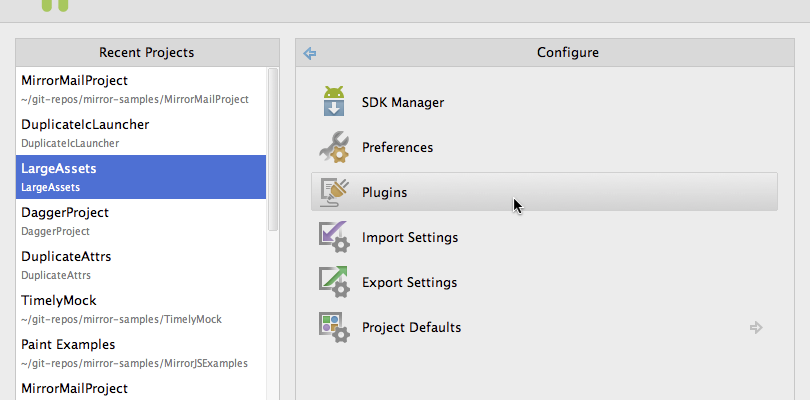 Recent Projects
MirrorMailProject
~/git-repos/mirror-samples/MirrorMailProject
DuplicateIcLauncher
DuplicateIcLauncher
LargeAssets
LargeAssets
DaggerProject
DaggerProject
DuplicateAttrs
DuplicateAttrs
TimelyMock
~/git-repos/mirror-samples/TimelyMock
Paint Examples
~/git-repos/mirror-samples/MirrorJSExamples
MirrorMailProject
Configure
SDK Manager
Preferences
Plugins
Import Settings
Export Settings
Project Defaults